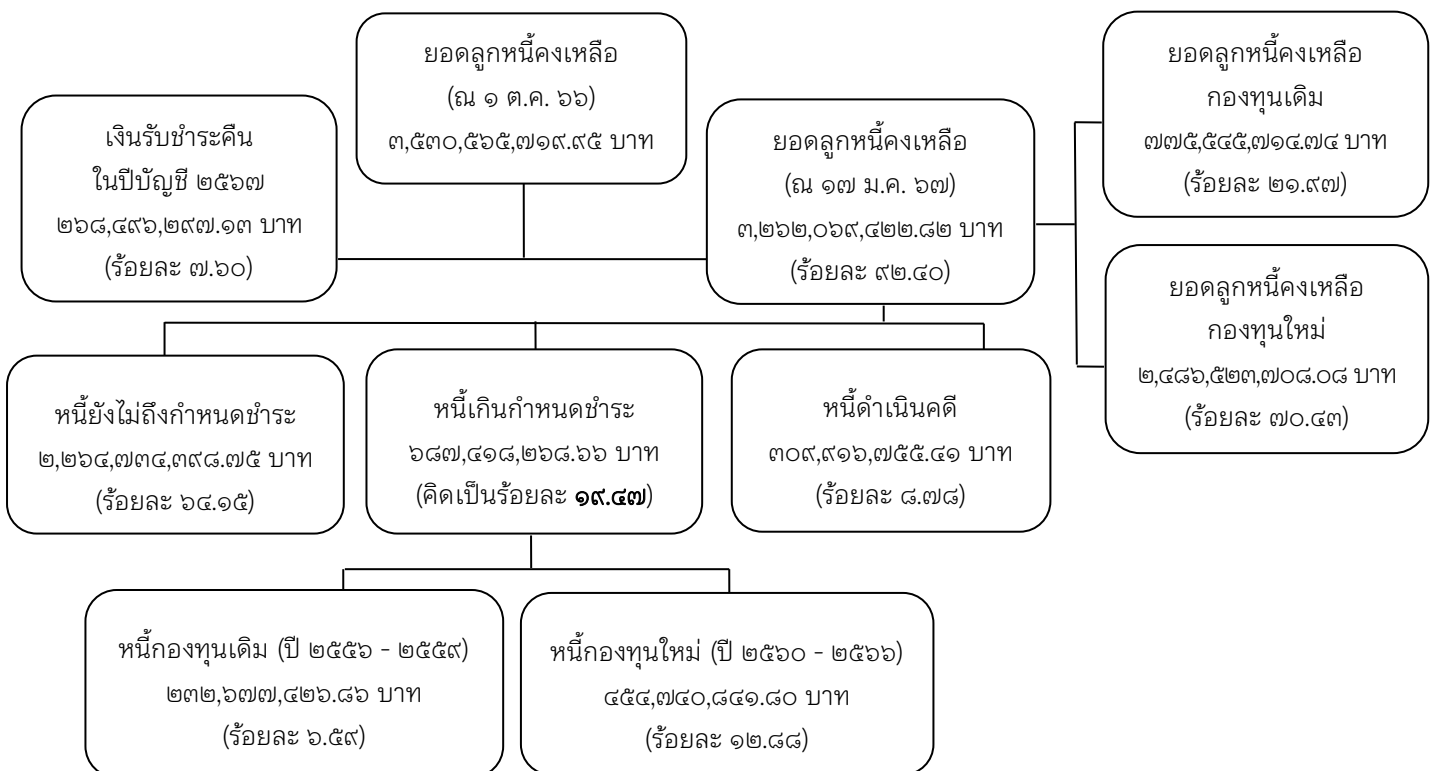 ยอดลูกหนี้คงเหลือ
(ณ ๑ ต.ค. ๖๖)
๓,๕๓๐,๕๖๕,๗๑๙.๙๕ บาท
เงินรับชำระคืน
ในปีบัญชี ๒๕๖๗
๒๖๘,๔๙๖,๒๙๗.๑๓ บาท
(ร้อยละ ๗.๖๐)
ยอดลูกหนี้คงเหลือ
(ณ ๑๗ ม.ค. ๖๗)
๓,๒๖๒,๐๖๙,๔๒๒.๘๒ บาท
(ร้อยละ ๙๒.๔๐)
ยอดลูกหนี้คงเหลือ
กองทุนเดิม
๗๗๕,๕๔๕,๗๑๔.๗๔ บาท
(ร้อยละ ๒๑.๙๗)
ยอดลูกหนี้คงเหลือ
กองทุนใหม่
๒,๔๘๖,๕๒๓,๗๐๘.๐๘ บาท
(ร้อยละ ๗๐.๔๓)
หนี้ยังไม่ถึงกำหนดชำระ
๒,๒๖๔,๗๓๔,๓๙๘.๗๕ บาท
(ร้อยละ ๖๔.๑๕)
หนี้เกินกำหนดชำระ
๖๘๗,๔๑๘,๒๖๘.๖๖ บาท
(คิดเป็นร้อยละ ๑๙.๔๗)
หนี้ดำเนินคดี
๓๐๙,๙๑๖,๗๕๕.๔๑ บาท
(ร้อยละ ๘.๗๘)
หนี้กองทุนเดิม (ปี ๒๕๕๖ - ๒๕๕๙)
๒๓๒,๖๗๗,๔๒๖.๘๖ บาท
(ร้อยละ ๖.๕๙)
หนี้กองทุนใหม่ (ปี ๒๕๖๐ - ๒๕๖๖)
๔๕๔,๗๔๐,๘๔๑.๘๐ บาท
(ร้อยละ ๑๒.๘๘)